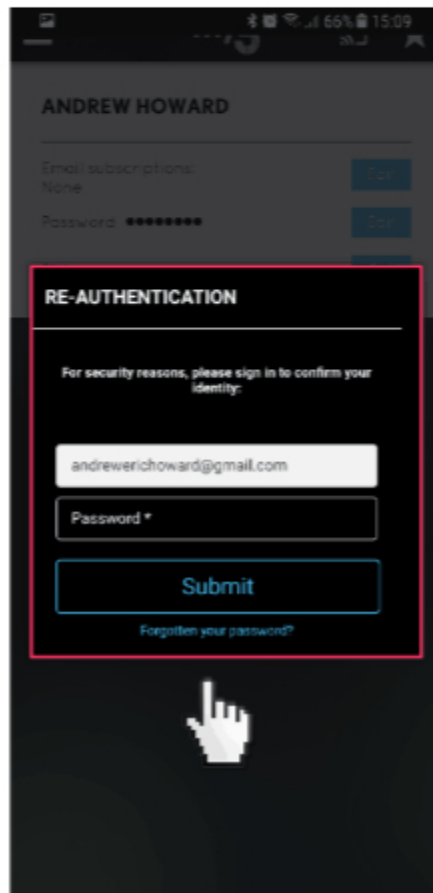 66% 15:09
ANDREW HOWARD
Email subscriptions:
None
Edit
Password ●●●●●●●● Edit
RE-AUTHENTICATION
For security reasons, please sign in to confirm your
identity:
andrewerichoward@gmail.com
Password *
Submit
Forgotten your password?